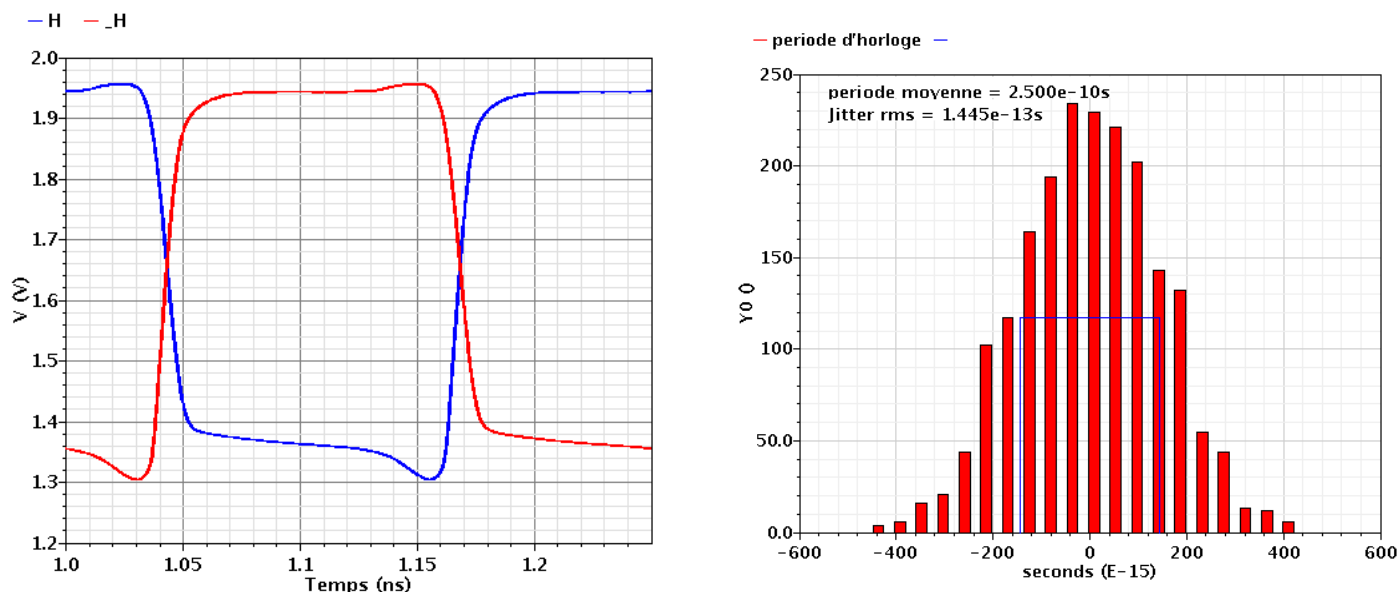 H _H
2.0
1.9
1.8
1.7
1.6
1.5
1.4
1.3
1.2
V (V)
1.0 1.05 1.1 1.15 1.2
Temps (ns)
periode d'horloge
250
200
150
100
50.0
0.0
Y0 ()
periode moyenne = 2.500e-10s
Jitter rms = 1.445e-13s
-600 -400 -200 0 200 400 600
seconds (E-15)